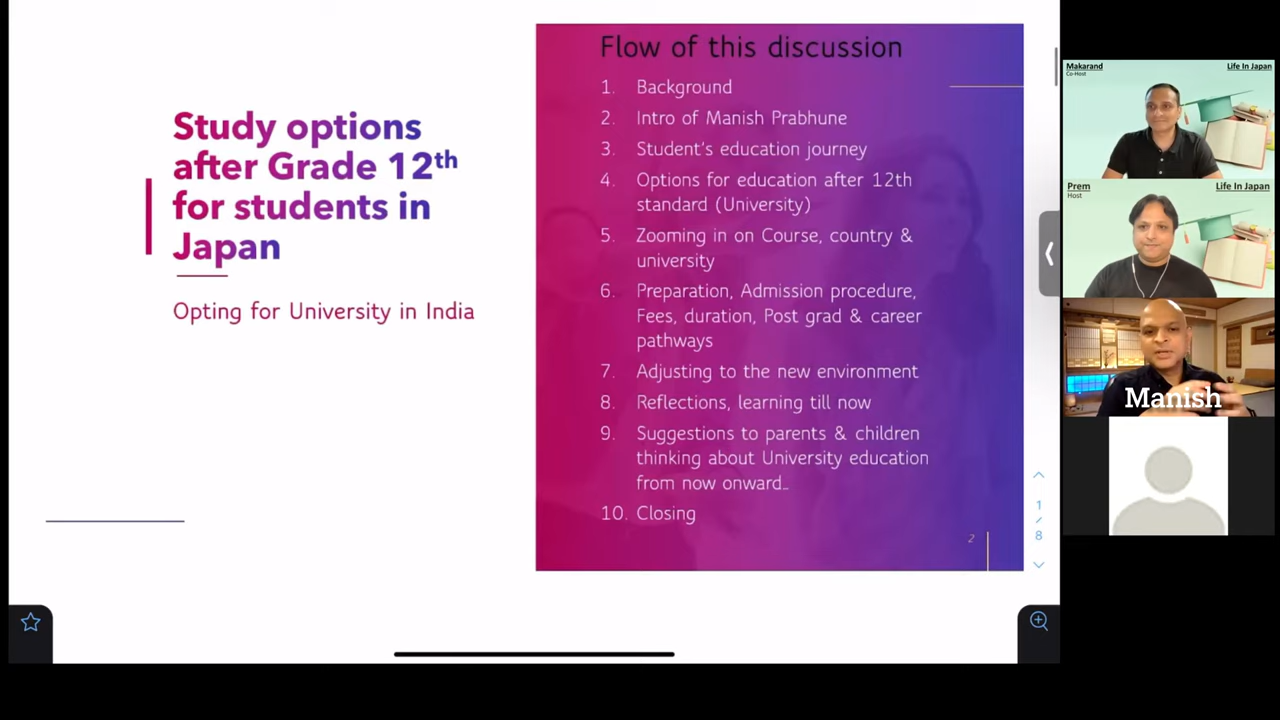 Study options
after Grade 12th
for students in
Japan
Opting for University in India
Flow of this discussion
1. Background
2. Intro of Manish Prabhune
3. Student's education journey
4. Options for education after 12th
standard (University)
5. Zooming in on Course, country &
university
6. Preparation, Admission procedure,
Fees, duration, Post grad & career
pathways
7. Adjusting to the new environment
8. Reflections, learning till now
9. Suggestions to parents & children
thinking about University education
from now onward…
10. Closing
2
1
/
8
Makarand
Co-Host
Life In Japan
Prem
Host
Life In Japan
Manish